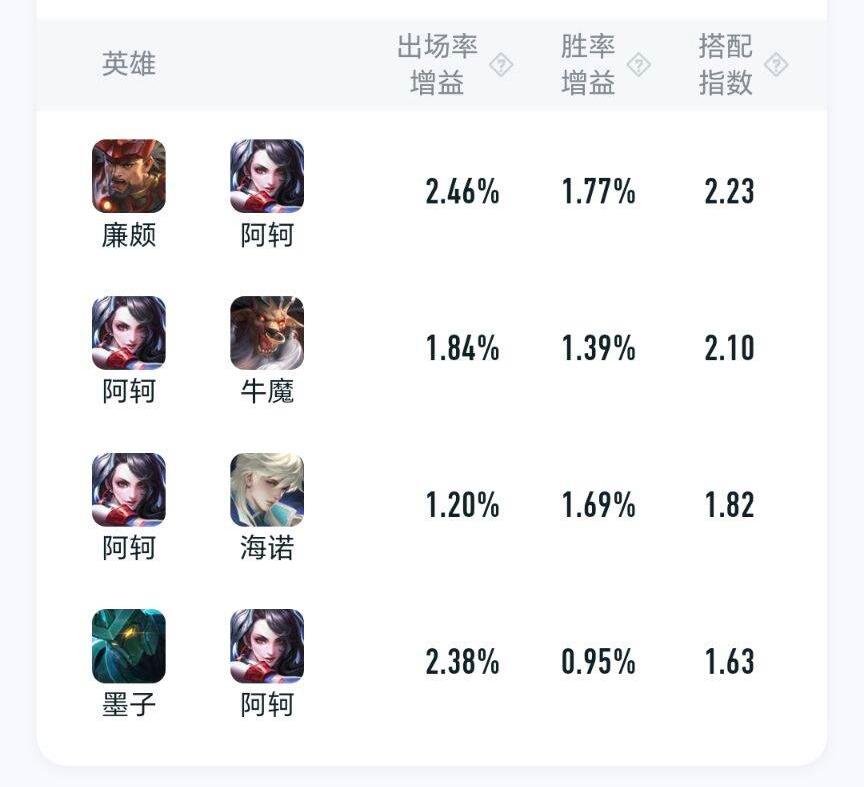 英雄
出场率
增益
胜率
增益
搭配
指数
廉颇 阿轲 2.46% 1.77% 2.23
阿轲 牛魔 1.84% 1.39% 2.10
阿轲 海诺 1.20% 1.69% 1.82
墨子 阿轲 2.38% 0.95% 1.63